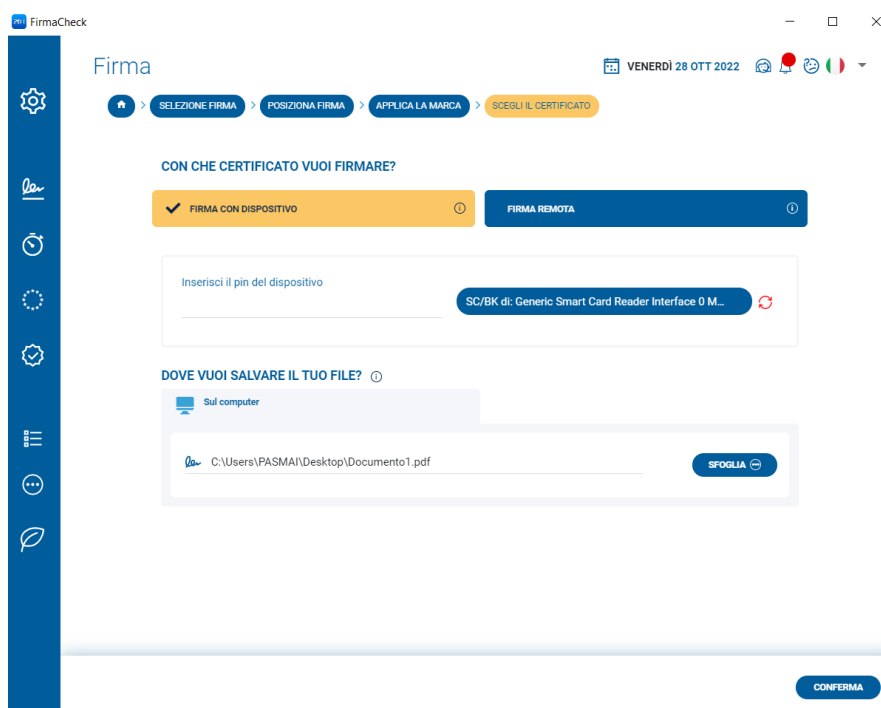 FirmaCheck
Firma
VENERDÌ 28 OTT 2022
SELEZIONE FIRMA > POSIZIONA FIRMA > APPLICA LA MARCA > SCEGLI IL CERTIFICATO
CON CHE CERTIFICATO VUOI FIRMARE?
FIRMA CON DISPOSITIVO
FIRMA REMOTA
Inserisci il pin del dispositivo
SC/BK di: Generic Smart Card Reader Interface 0 M...
DOVE VUOI SALVARE IL TUO FILE?
Sul computer
C:\Users\PASMAI\Desktop\Documento1.pdf
SFOGLIA
CONFERMA